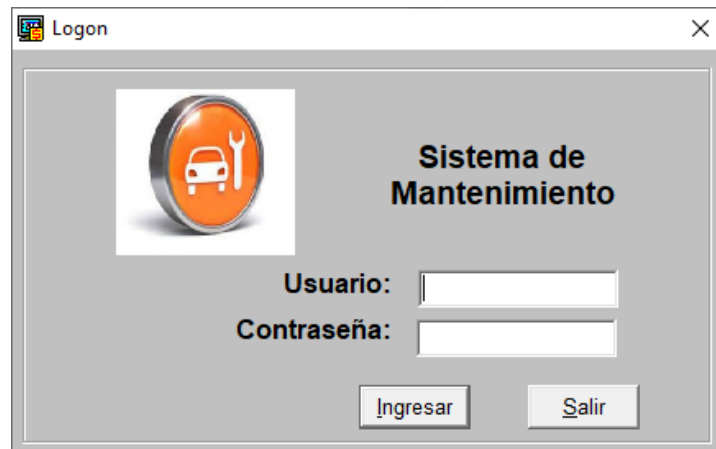 Logon
Sistema de
Mantenimiento
Usuario:
Contraseña:
Ingresar Salir